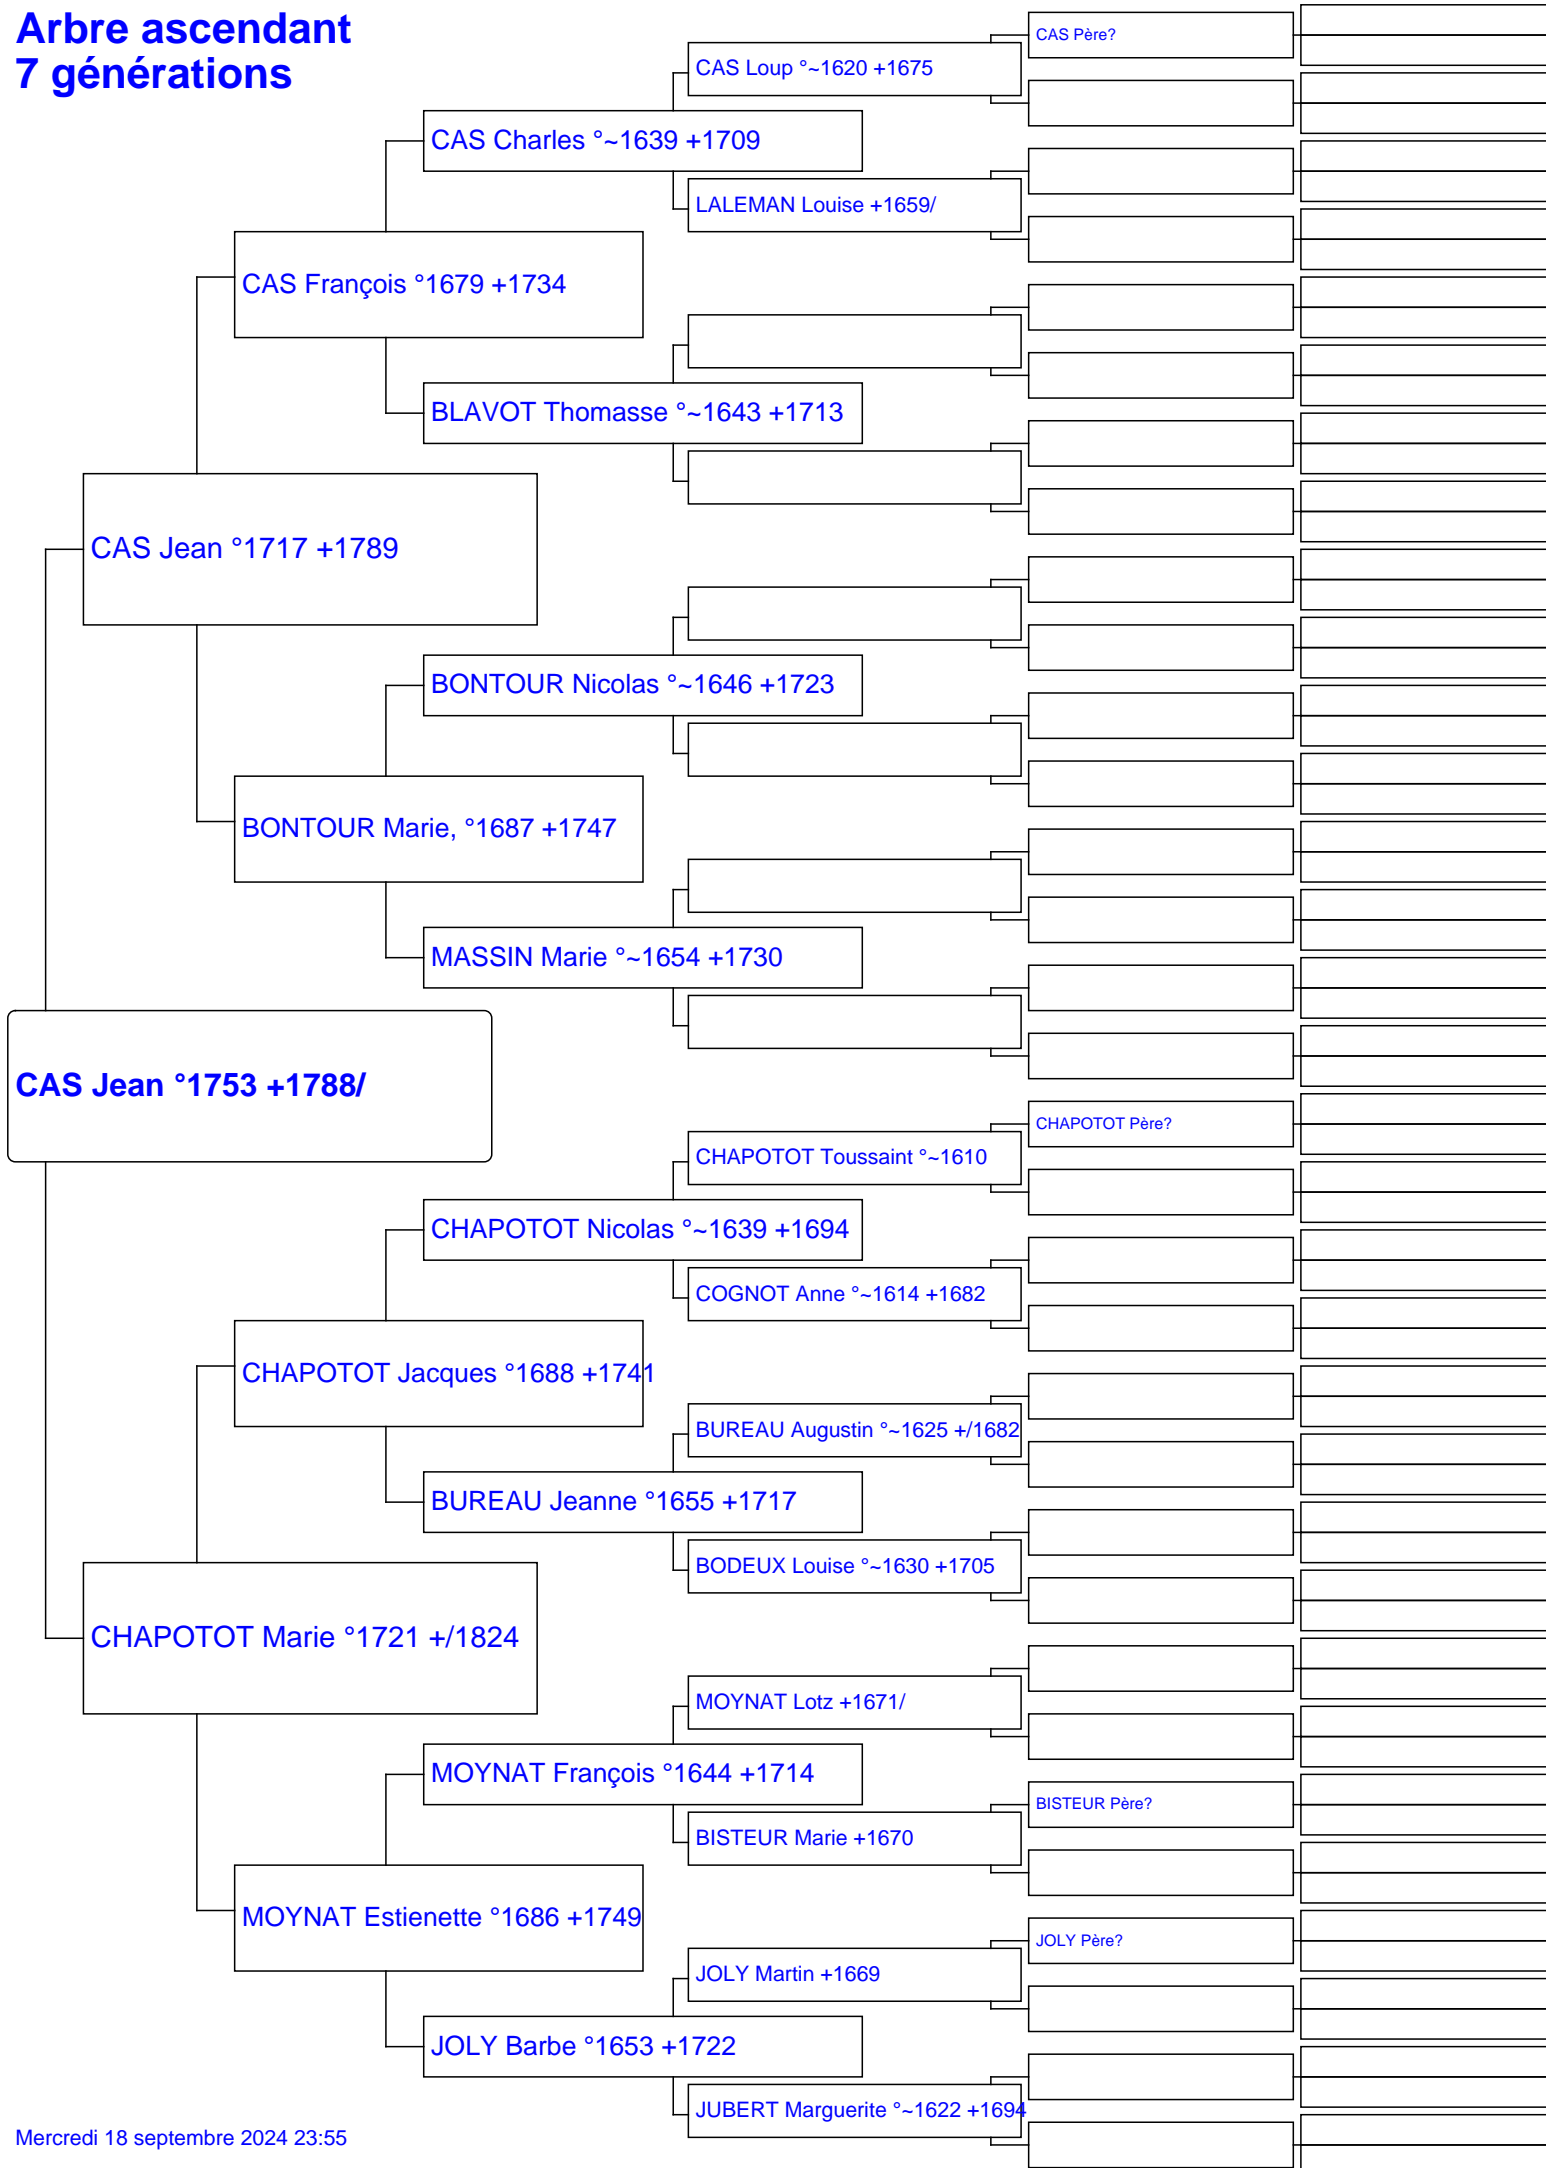 Arbre ascendant
7 générations
CAS Père?
CAS Loup °~1620 +1675
CAS Charles °~1639 +1709
LALEMAN Louise +1659/
CAS François °1679 +1734
BLAVOT Thomasse °~1643 +1713
CAS Jean °1717 +1789
BONTOUR Nicolas °~1646 +1723
BONTOUR Marie, °1687 +1747
MASSIN Marie °~1654 +1730
CAS Jean °1753 +1788/
CHAPOTOT Père?
CHAPOTOT Toussaint °~1610
CHAPOTOT Nicolas °~1639 +1694
COGNOT Anne °~1614 +1682
CHAPOTOT Jacques °1688 +1741
BUREAU Augustin °~1625 +/1682
BUREAU Jeanne °1655 +1717
BODEUX Louise °~1630 +1705
CHAPOTOT Marie °1721 +/1824
MOYNAT Lotz +1671/
MOYNAT François °1644 +1714
BISTEUR Père?
BISTEUR Marie +1670
MOYNAT Estienette °1686 +1749
JOLY Père?
JOLY Martin +1669
JOLY Barbe °1653 +1722
JUBERT Marguerite °~1622 +1694
Mercredi 18 septembre 2024 23:55